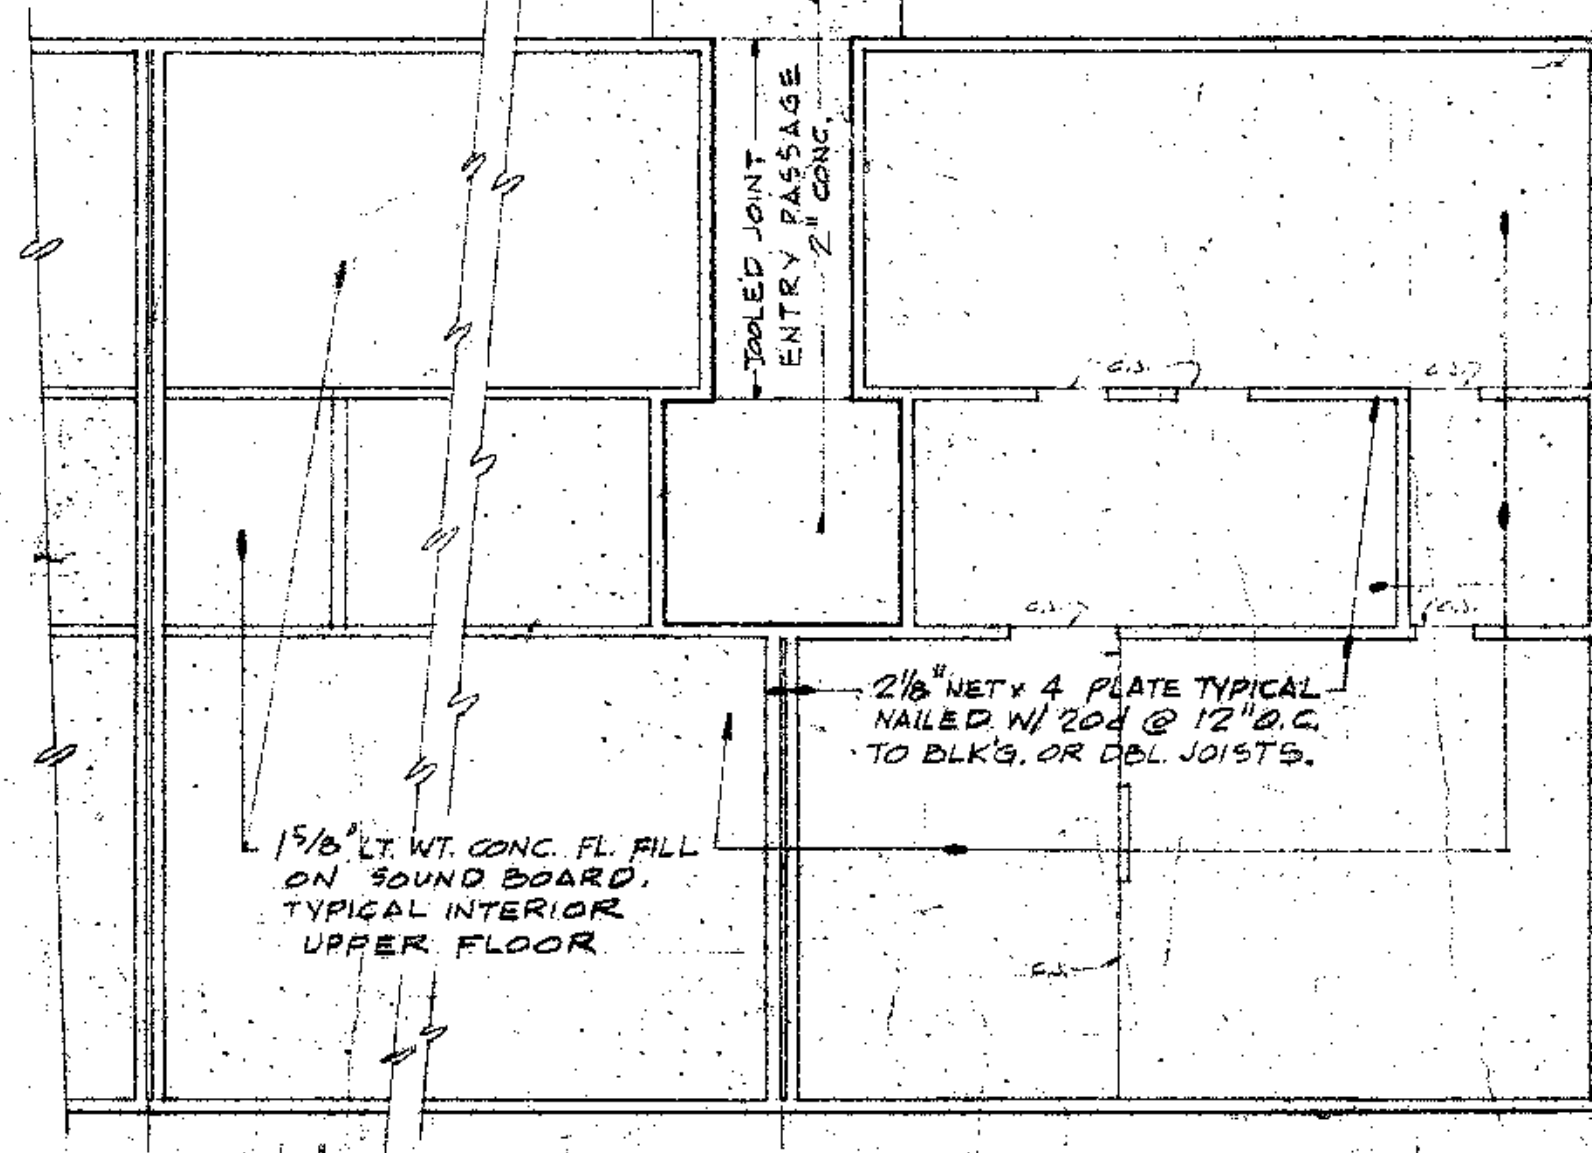 TOOLED JOINT
ENTRY PASSAGE
2" CONC.
C.J.
C.J.
C.J.
C.J.
2 1/8" NET x 4 PLATE TYPICAL
NAILED W/ 20d @ 12" O.C.
TO BLK'G. OR DBL. JOISTS.
1 5/8" LT. WT. CONC. FL. FILL
ON SOUND BOARD.
TYPICAL INTERIOR
UPPER FLOOR
C.J.